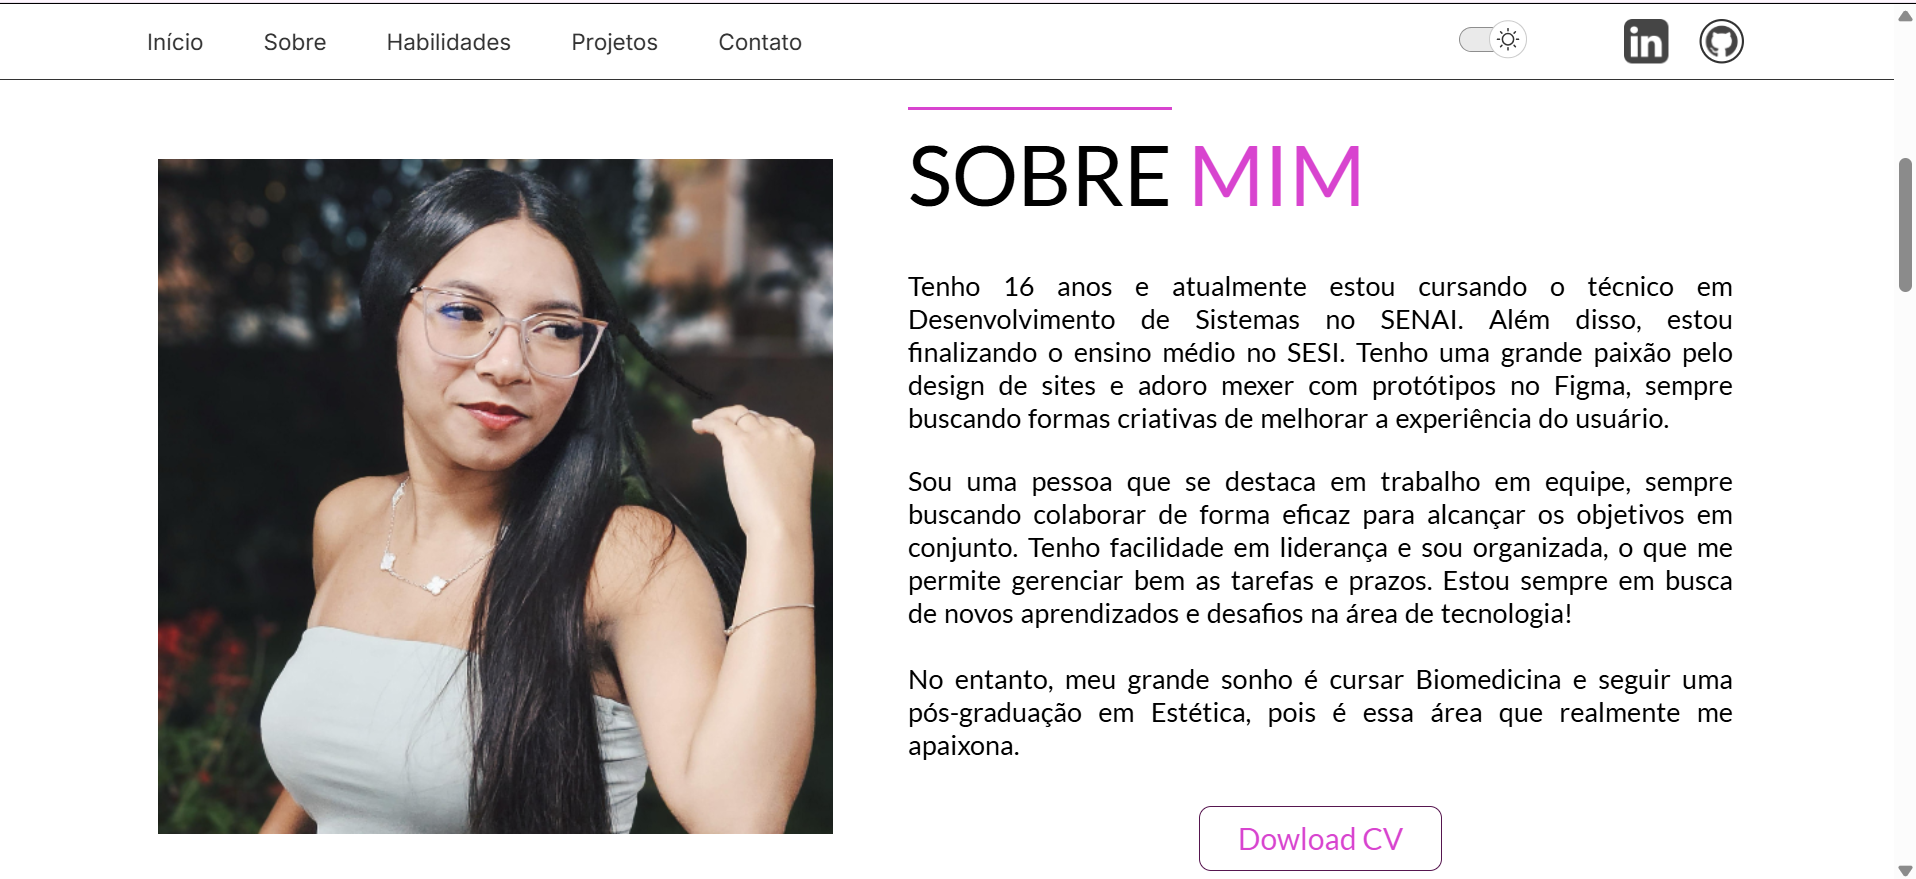 Início Sobre Habilidades Projetos Contato
in
SOBRE MIM
Tenho 16 anos e atualmente estou cursando o técnico em
Desenvolvimento de Sistemas no SENAI. Além disso, estou
finalizando o ensino médio no SESI. Tenho uma grande paixão pelo
design de sites e adoro mexer com protótipos no Figma, sempre
buscando formas criativas de melhorar a experiência do usuário.
Sou uma pessoa que se destaca em trabalho em equipe, sempre
buscando colaborar de forma eficaz para alcançar os objetivos em
conjunto. Tenho facilidade em liderança e sou organizada, o que me
permite gerenciar bem as tarefas e prazos. Estou sempre em busca
de novos aprendizados e desafios na área de tecnologia!
No entanto, meu grande sonho é cursar Biomedicina e seguir uma
pós-graduação em Estética, pois é essa área que realmente me
apaixona.
Dowload CV